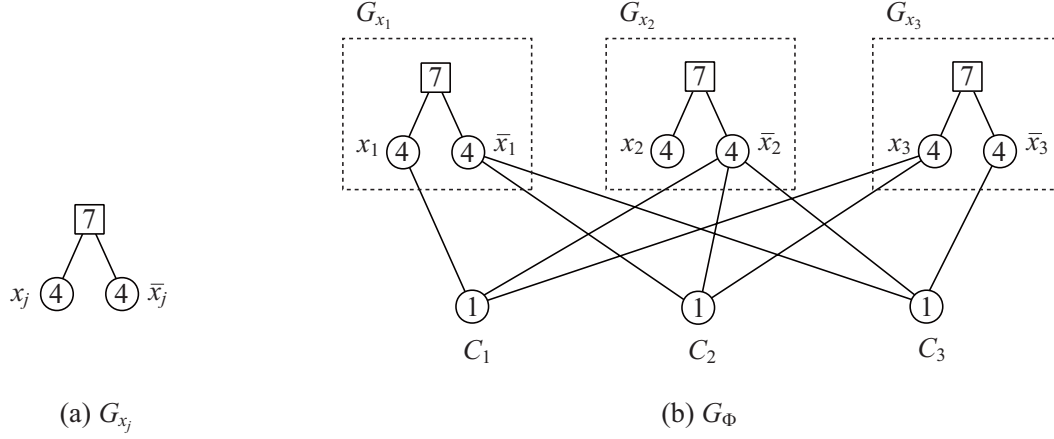 G_{x_1} G_{x_2} G_{x_3}
7 7 7
x_1 4 4 x̄_1 x_2 4 4 x̄_2 x_3 4 4 x̄_3
7
x_j 4 4 x̄_j
1 1 1
C_1 C_2 C_3
(a) G_{x_j} (b) G_Φ